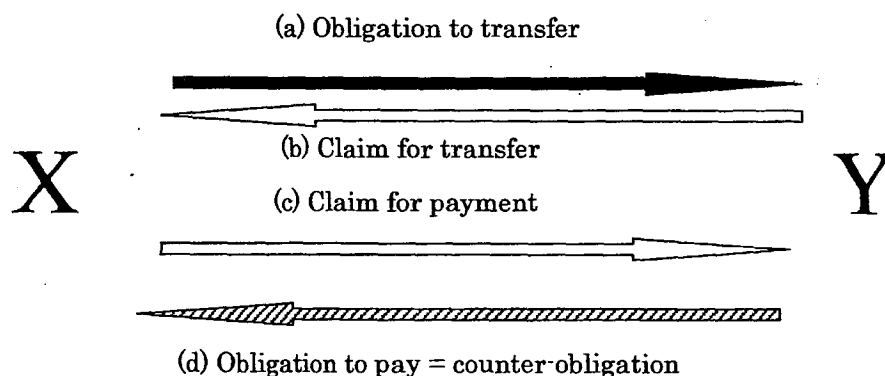 (a) Obligation to transfer
(b) Claim for transfer
X
Y
(c) Claim for payment
(d) Obligation to pay = counter-obligation